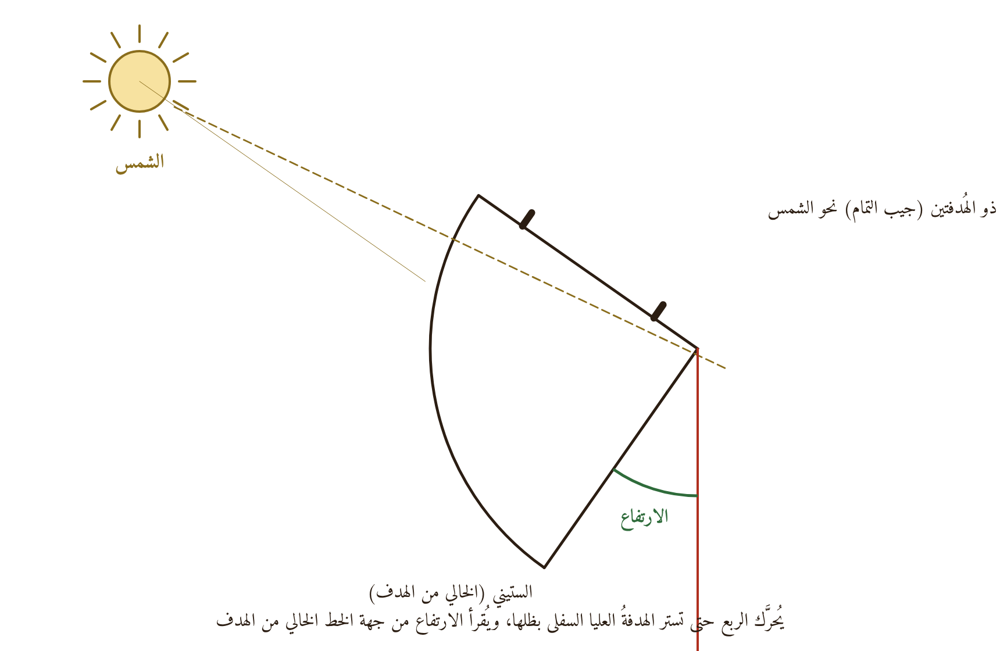 الشمس
ذو الهُدفتين (جيب التمام) نحو الشمس
الارتفاع
الستيني (الخالي من الهدف)
يُحرَّك الربع حتى تستر الهدفةُ العليا السفلى بظلها، ويُقرأ الارتفاع من جهة الخط الخالي من الهدف